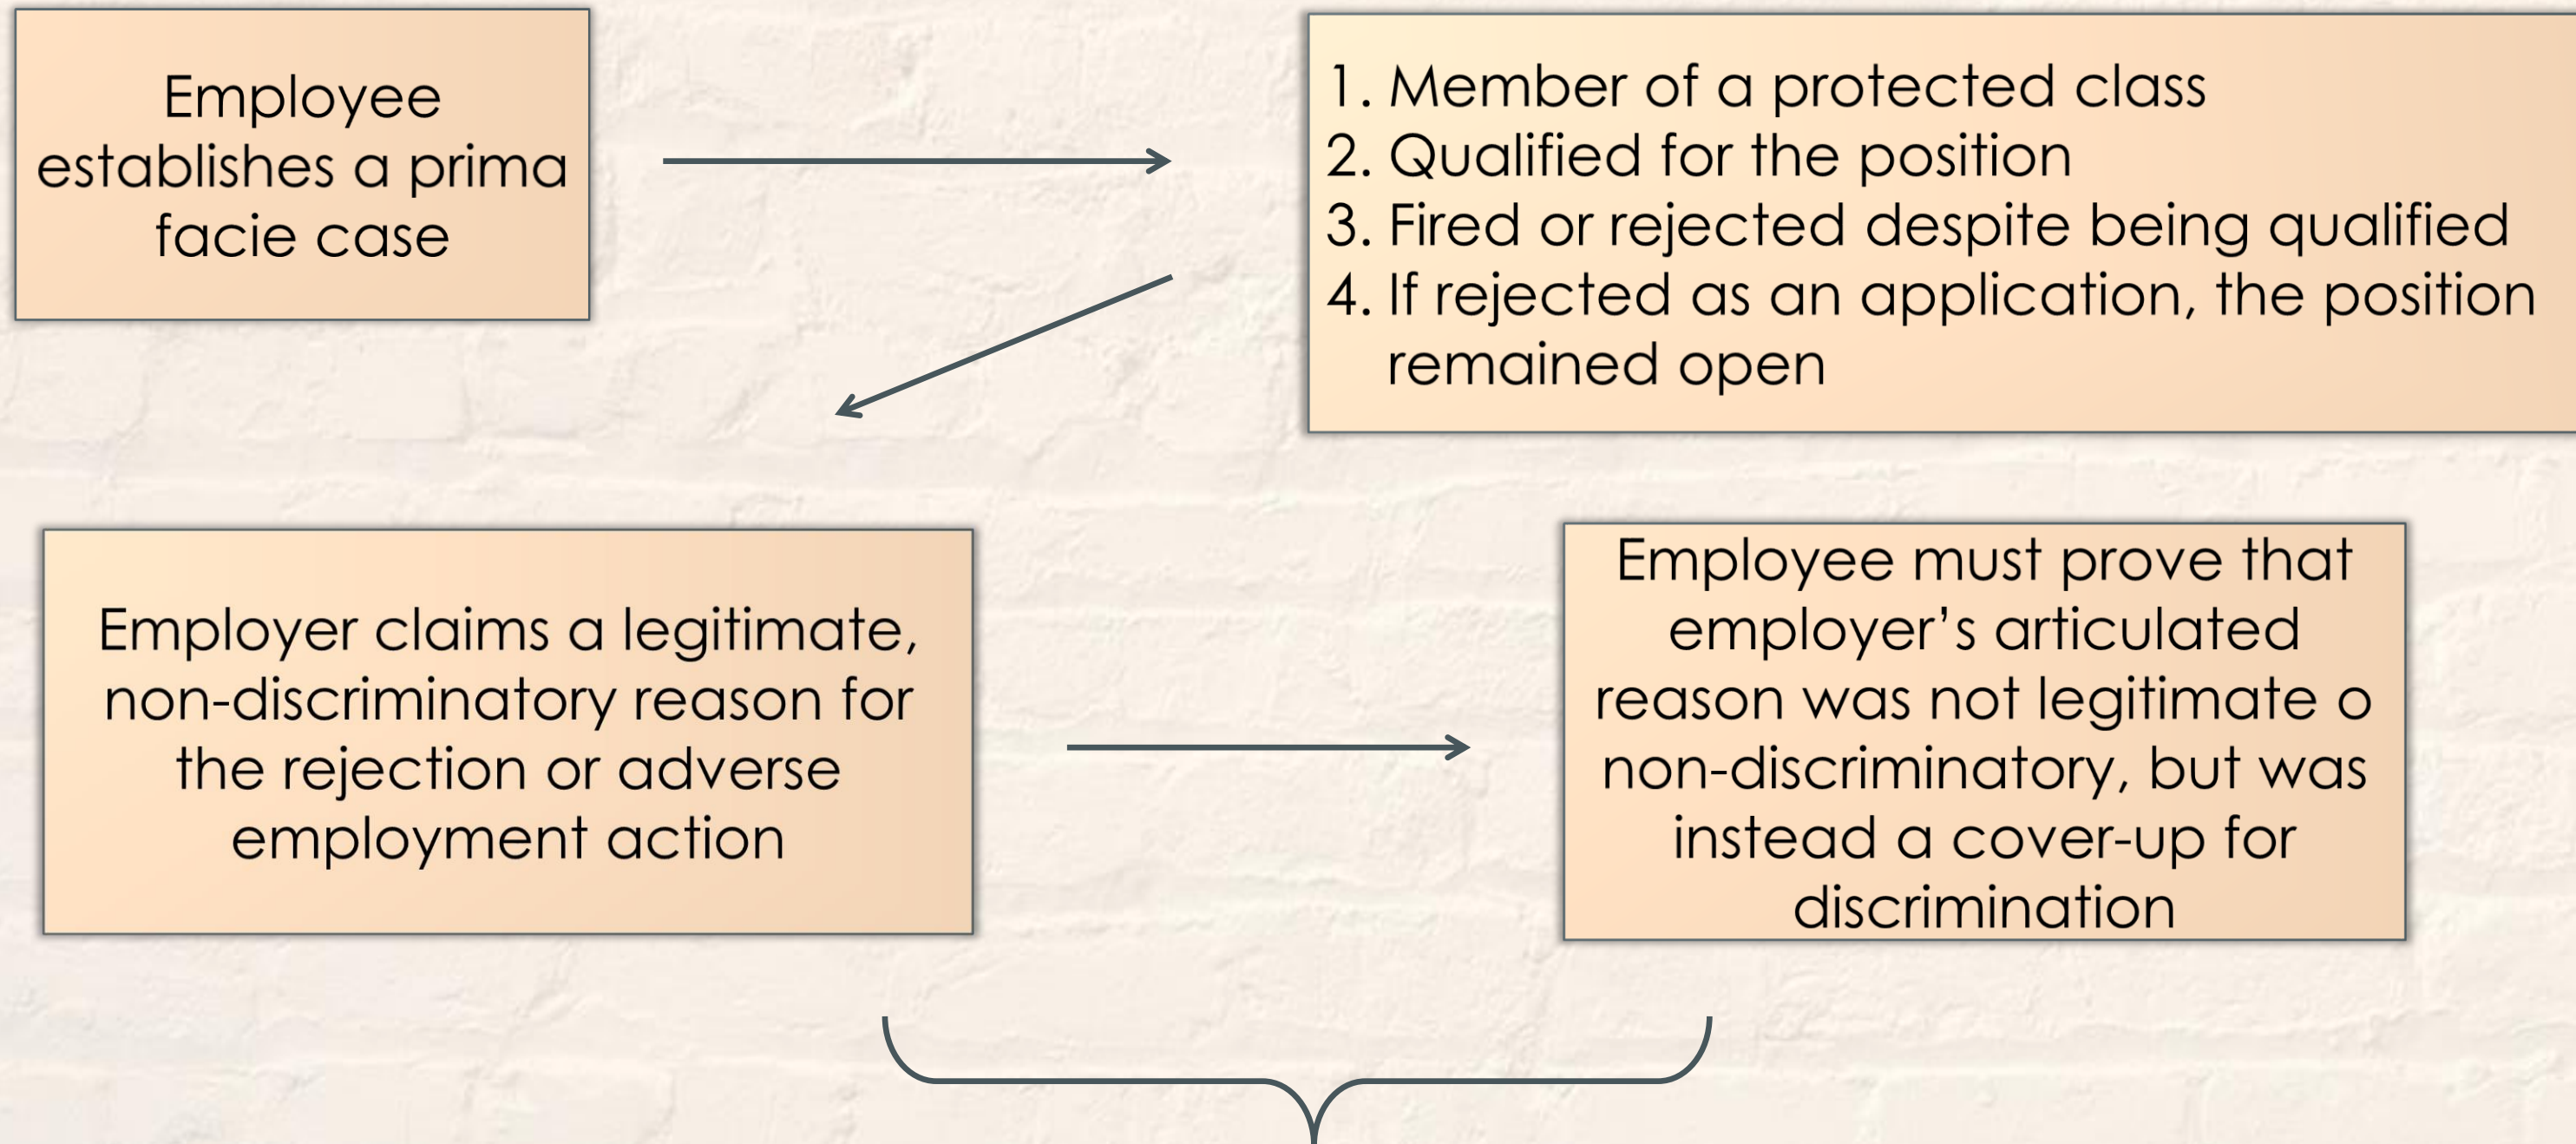 Employee
establishes a prima
facie case
1. Member of a protected class
2. Qualified for the position
3. Fired or rejected despite being qualified
4. If rejected as an application, the position
remained open
Employer claims a legitimate,
non-discriminatory reason for
the rejection or adverse
employment action
Employee must prove that
employer’s articulated
reason was not legitimate o
non-discriminatory, but was
instead a cover-up for
discrimination